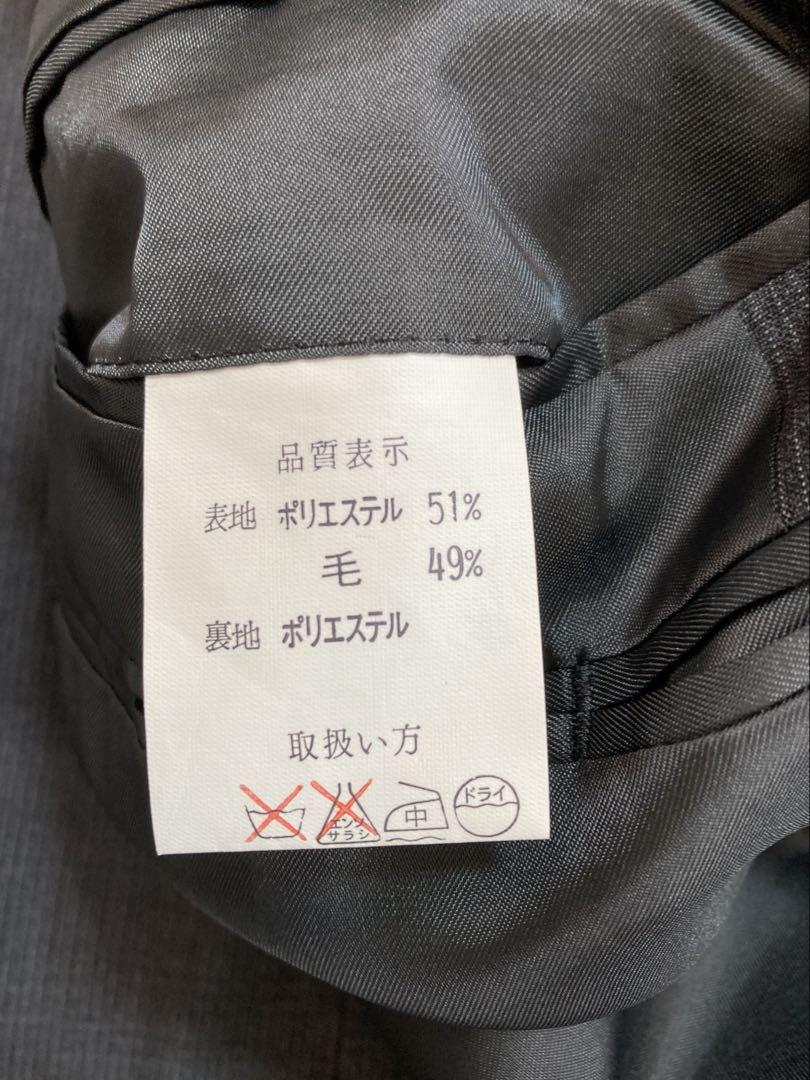 品質表示
表地 ポリエステル 51%
毛 49%
裏地 ポリエステル
取扱い方
エンソサラシ 中 ドライ